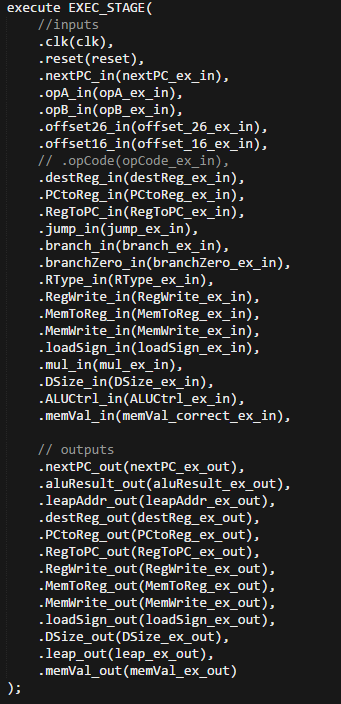 execute EXEC_STAGE(
    //inputs
    .clk(clk),
    .reset(reset),
    .nextPC_in(nextPC_ex_in),
    .opA_in(opA_ex_in),
    .opB_in(opB_ex_in),
    .offset26_in(offset_26_ex_in),
    .offset16_in(offset_16_ex_in),
    // .opCode(opCode_ex_in),
    .destReg_in(destReg_ex_in),
    .PCtoReg_in(PCtoReg_ex_in),
    .RegToPC_in(RegToPC_ex_in),
    .jump_in(jump_ex_in),
    .branch_in(branch_ex_in),
    .branchZero_in(branchZero_ex_in),
    .RType_in(RType_ex_in),
    .RegWrite_in(RegWrite_ex_in),
    .MemToReg_in(MemToReg_ex_in),
    .MemWrite_in(MemWrite_ex_in),
    .loadSign_in(loadSign_ex_in),
    .mul_in(mul_ex_in),
    .DSize_in(DSize_ex_in),
    .ALUCtrl_in(ALUCtrl_ex_in),
    .memVal_in(memVal_correct_ex_in),

    // outputs
    .nextPC_out(nextPC_ex_out),
    .aluResult_out(aluResult_ex_out),
    .leapAddr_out(leapAddr_ex_out),
    .destReg_out(destReg_ex_out),
    .PCtoReg_out(PCtoReg_ex_out),
    .RegToPC_out(RegToPC_ex_out),
    .RegWrite_out(RegWrite_ex_out),
    .MemToReg_out(MemToReg_ex_out),
    .MemWrite_out(MemWrite_ex_out),
    .loadSign_out(loadSign_ex_out),
    .DSize_out(DSize_ex_out),
    .leap_out(leap_ex_out),
    .memVal_out(memVal_ex_out)
);